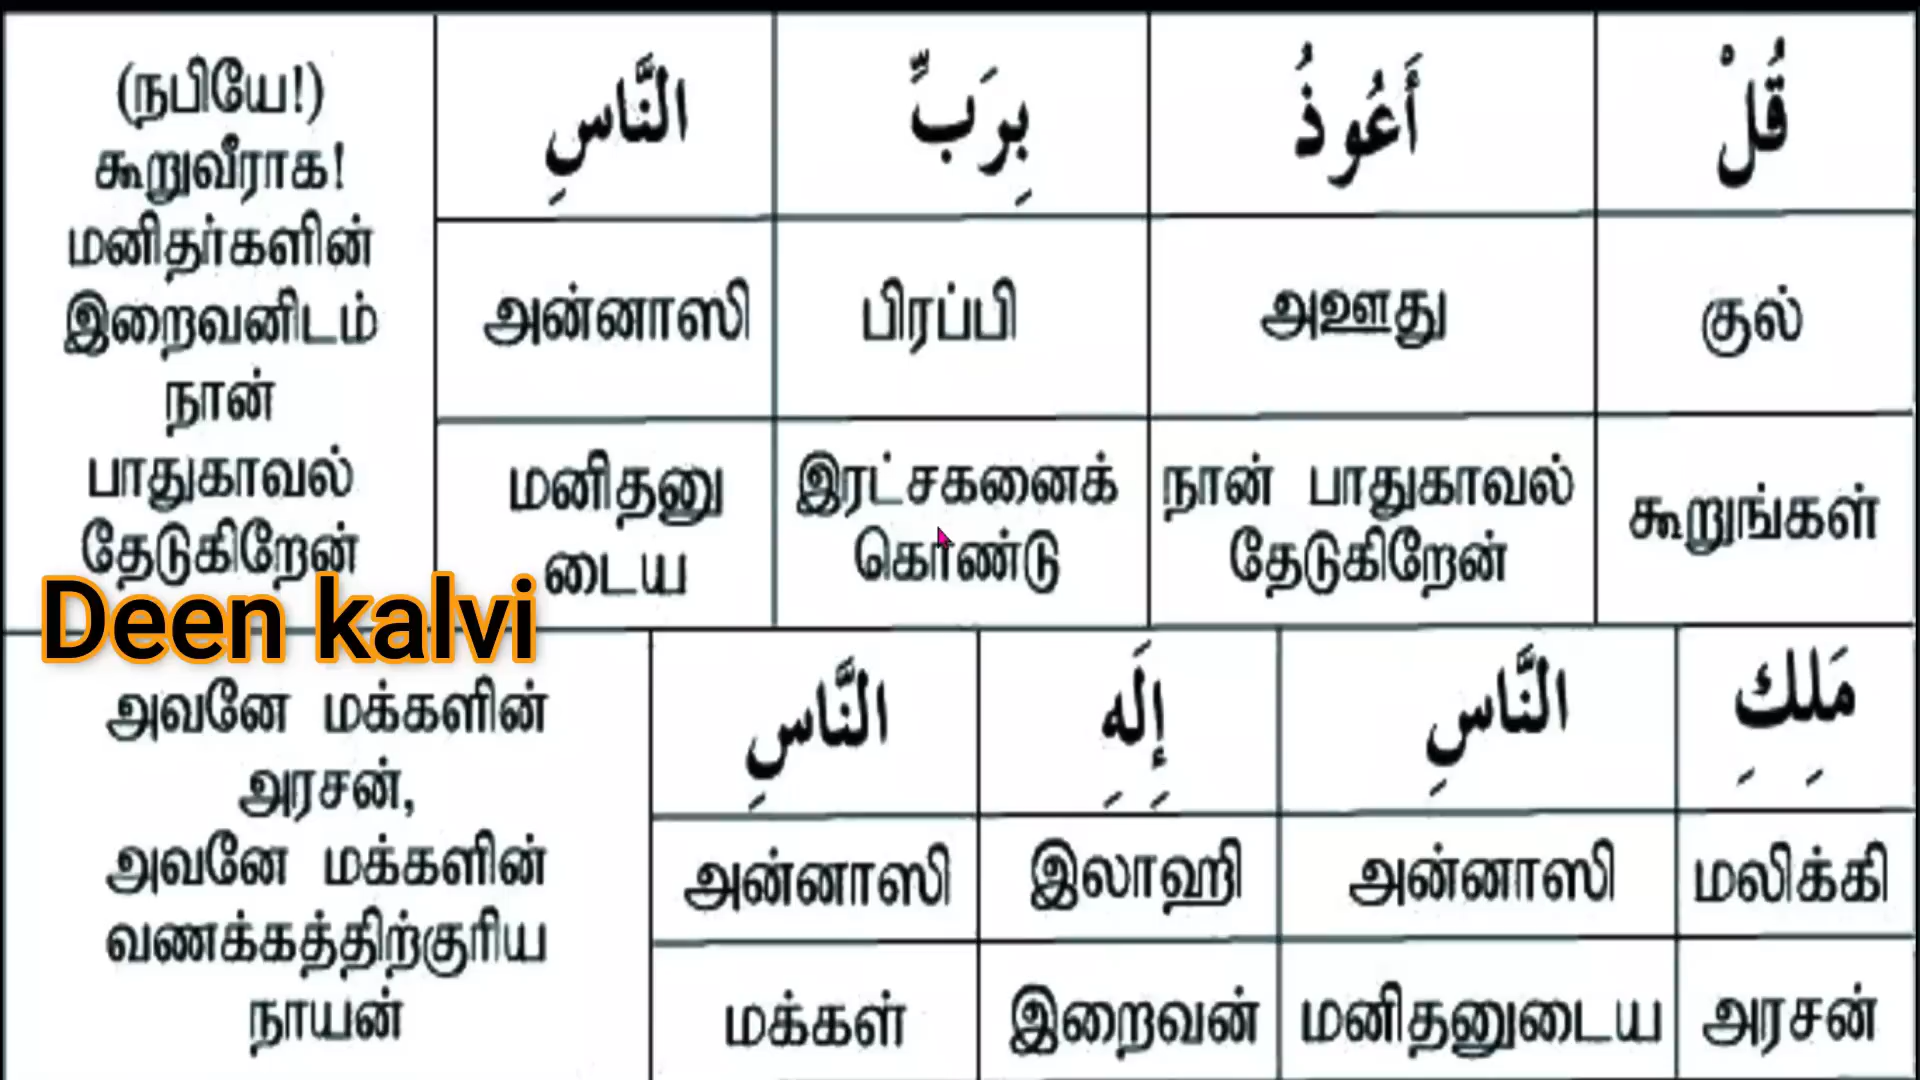 (நபியே!)
கூறுவீராக!
மனிதர்களின்
இறைவனிடம்
நான்
பாதுகாவல்
தேடுகிறேன்
قُلْ أَعُوذُ بِرَبِّ النَّاسِ
குல் அஊது பிரப்பி அன்னாஸி
கூறுங்கள்
நான் பாதுகாவல்
தேடுகிறேன்
இரட்சகனைக்
கொண்டு
மனிதனு
டைய
Deen kalvi
அவனே மக்களின்
அரசன்,
அவனே மக்களின்
வணக்கத்திற்குரிய
நாயன்
مَلِكِ النَّاسِ إِلَهِ النَّاسِ
மலிக்கி அன்னாஸி இலாஹி அன்னாஸி
அரசன் மனிதனுடைய இறைவன் மக்கள்